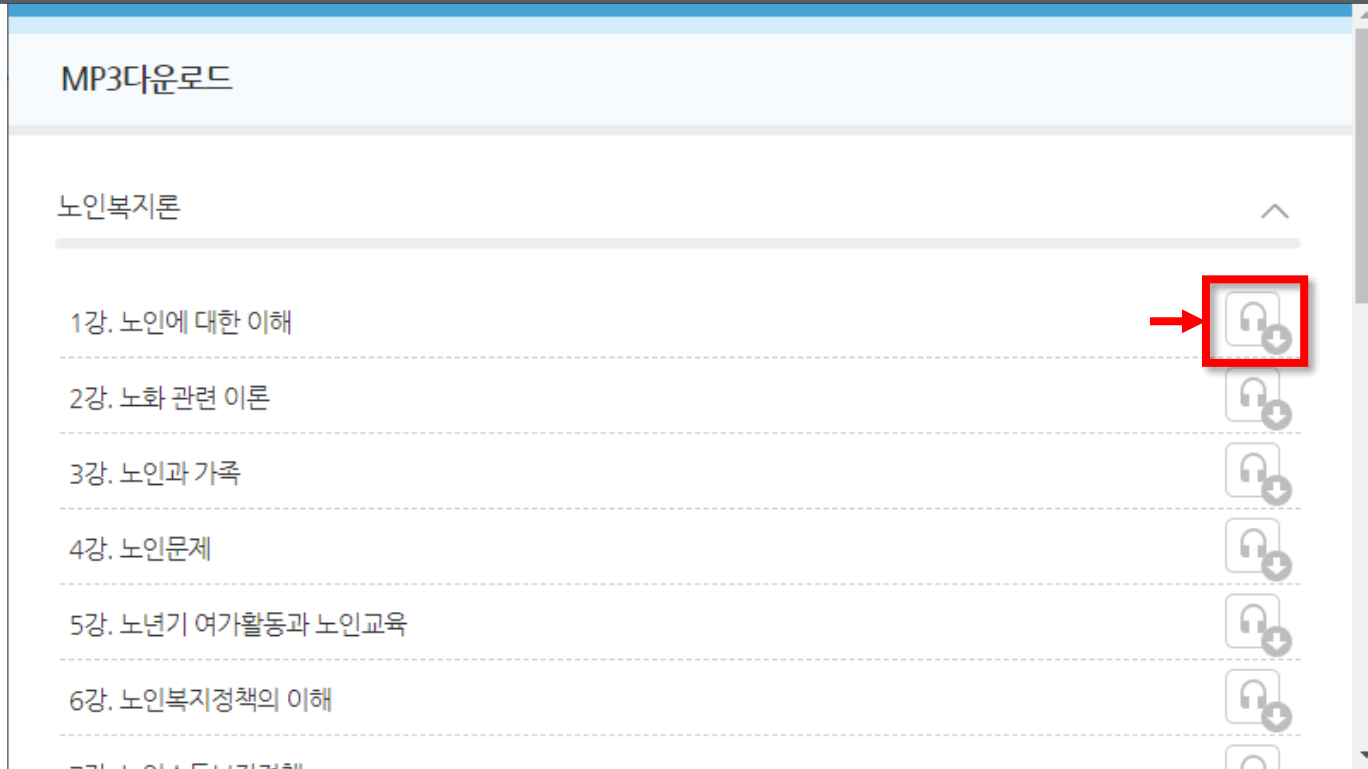 MP3다운로드
노인복지론
1강. 노인에 대한 이해
2강. 노화 관련 이론
3강. 노인과 가족
4강. 노인문제
5강. 노년기 여가활동과 노인교육
6강. 노인복지정책의 이해